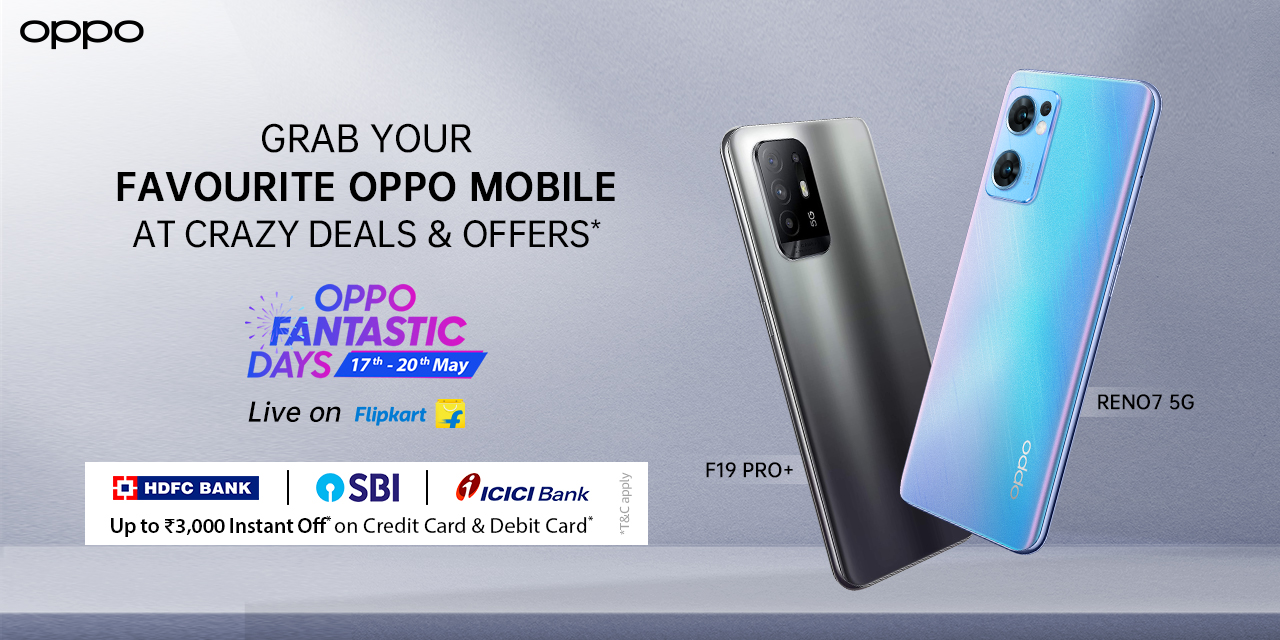 oppo
GRAB YOUR
FAVOURITE OPPO MOBILE
AT CRAZY DEALS & OFFERS*
OPPO
FANTASTIC
DAYS 17th - 20th May
Live on Flipkart
HDFC BANK SBI ICICI Bank
Up to ₹3,000 Instant Off* on Credit Card & Debit Card*
*T&C apply
5G
F19 PRO+
oppo
RENO7 5G